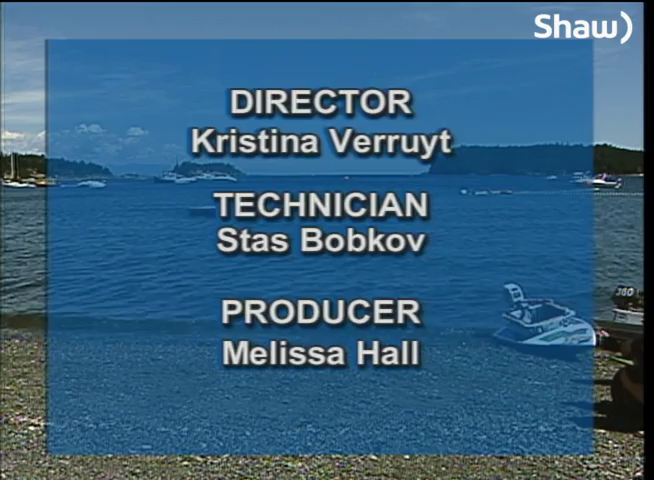 Shaw)
DIRECTOR
Kristina Verruyt
TECHNICIAN
Stas Bobkov
PRODUCER
Melissa Hall